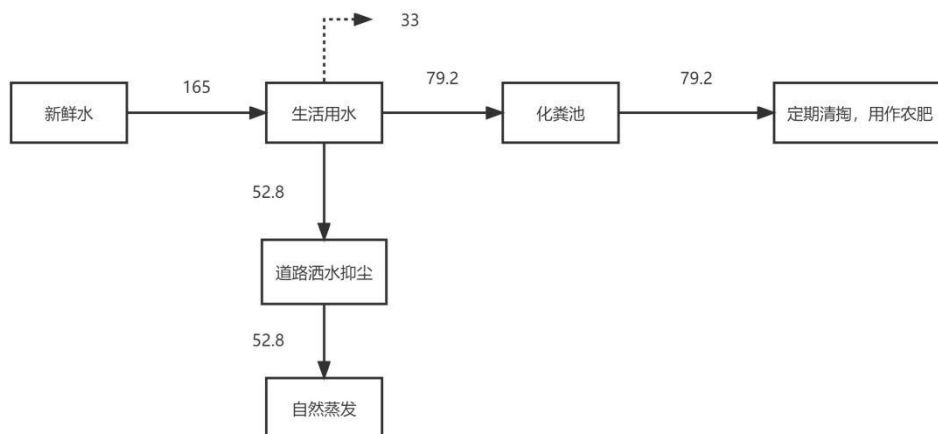 33
165
79.2
79.2
新鲜水
生活用水
化粪池
定期清掏，用作农肥
52.8
道路洒水抑尘
52.8
自然蒸发